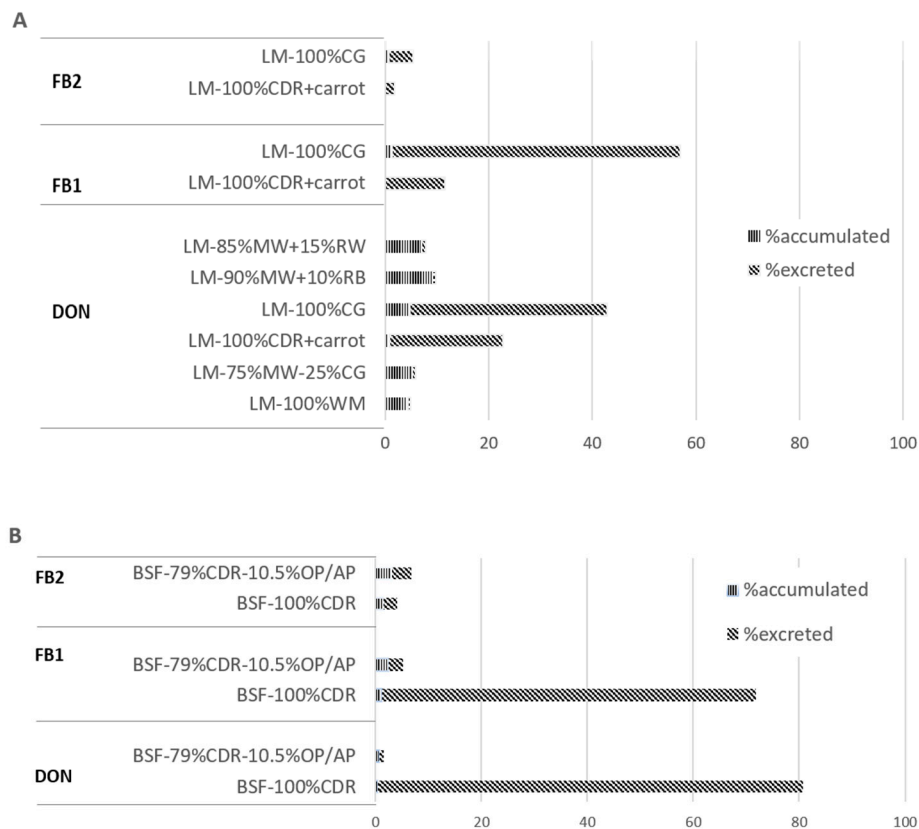 A
FB2
LM-100%CG
LM-100%CDR+carrot
FB1
LM-100%CG
LM-100%CDR+carrot
DON
LM-85%MW+15%RW
LM-90%MW+10%RB
LM-100%CG
LM-100%CDR+carrot
LM-75%MW-25%CG
LM-100%WM
%accumulated
%excreted
0 20 40 60 80 100
B
FB2
BSF-79%CDR-10.5%OP/AP
BSF-100%CDR
FB1
BSF-79%CDR-10.5%OP/AP
BSF-100%CDR
DON
BSF-79%CDR-10.5%OP/AP
BSF-100%CDR
%accumulated
%excreted
0 20 40 60 80 100